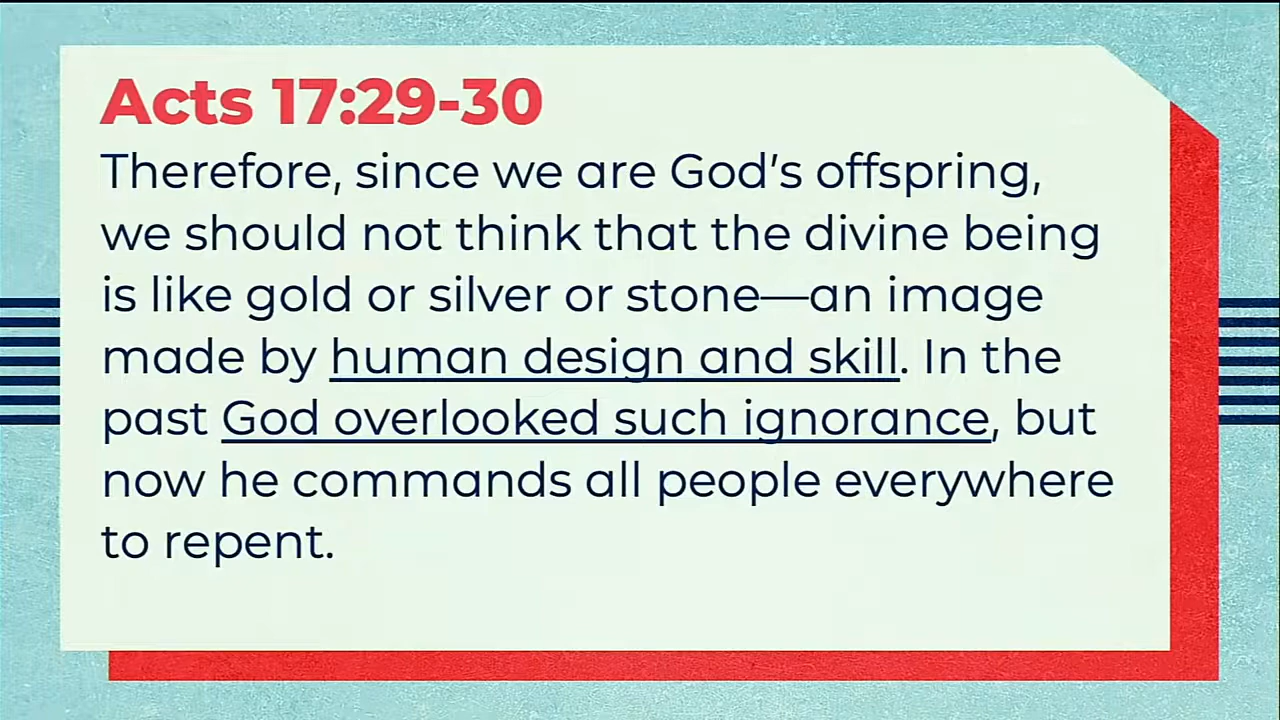 Acts 17:29-30
Therefore, since we are God's offspring,
we should not think that the divine being
is like gold or silver or stone—an image
made by human design and skill. In the
past God overlooked such ignorance, but
now he commands all people everywhere
to repent.